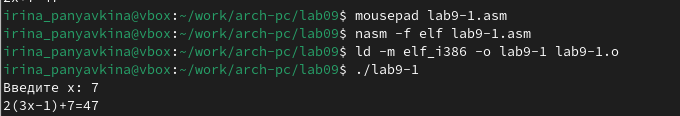 irina_panyavkina@vbox:~/work/arch-pc/lab09$ mousepad lab9-1.asm
irina_panyavkina@vbox:~/work/arch-pc/lab09$ nasm -f elf lab9-1.asm
irina_panyavkina@vbox:~/work/arch-pc/lab09$ ld -m elf_i386 -o lab9-1 lab9-1.o
irina_panyavkina@vbox:~/work/arch-pc/lab09$ ./lab9-1
Введите x: 7
2(3x-1)+7=47